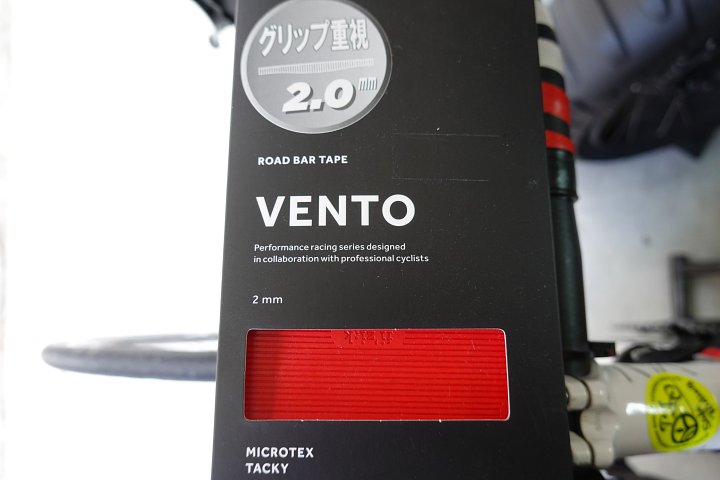 グリップ重視
2.0mm
ROAD BAR TAPE
VENTO
Performance racing series designed
in collaboration with professional cyclists
2 mm
MICROTEX
TACKY